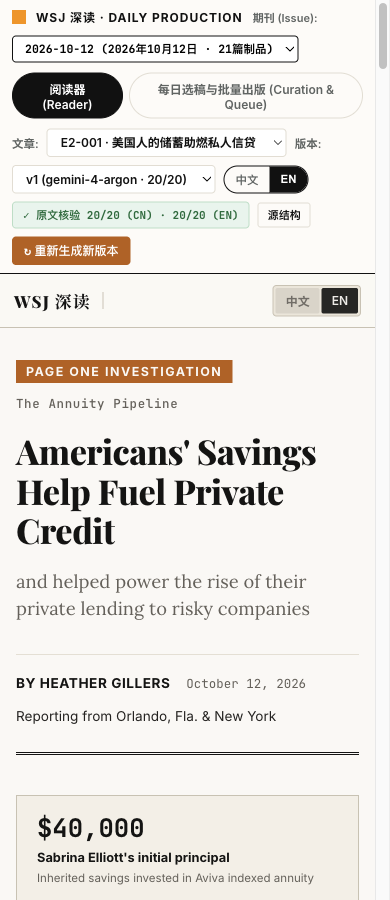 WSJ 深读 · DAILY PRODUCTION 期刊 (Issue):
2026-10-12 (2026年10月12日 · 21篇制品)
阅读器
(Reader)
每日选稿与批量出版 (Curation &
Queue)
文章: E2-001 · 美国人的储蓄助燃私人信贷 版本:
v1 (gemini-4-argon · 20/20) 中文 EN
✓ 原文核验 20/20 (CN) · 20/20 (EN) 源结构
↻ 重新生成新版本
WSJ 深读 中文 EN
PAGE ONE INVESTIGATION
The Annuity Pipeline
Americans' Savings
Help Fuel Private
Credit
and helped power the rise of their
private lending to risky companies
BY HEATHER GILLERS October 12, 2026
Reporting from Orlando, Fla. & New York
$40,000
Sabrina Elliott's initial principal
Inherited savings invested in Aviva indexed annuity